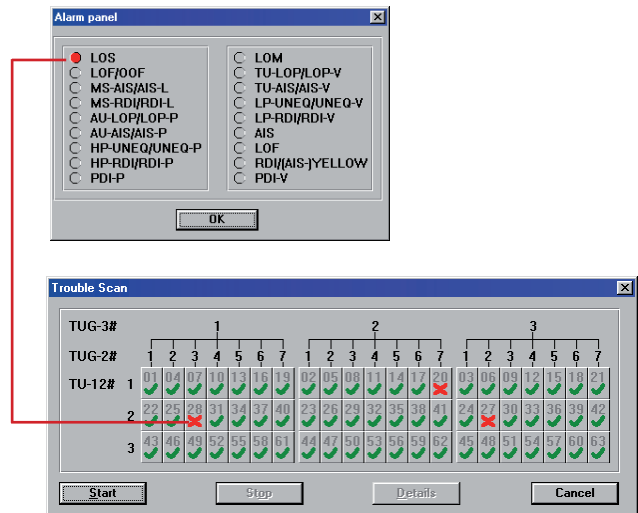 Alarm panel
LOS
LOF/OOF
MS-AIS/AIS-L
MS-RDI/RDI-L
AU-LOP/LOP-P
AU-AIS/AIS-P
HP-UNEQ/UNEQ-P
HP-RDI/RDI-P
PDI-P
LOM
TU-LOP/LOP-V
TU-AIS/AIS-V
LP-UNEQ/UNEQ-V
LP-RDI/RDI-V
AIS
LOF
RDI/(AIS-)YELLOW
PDI-V
OK
Trouble Scan
TUG-3# 1 2 3
TUG-2# 1 2 3 4 5 6 7 1 2 3 4 5 6 7 1 2 3 4 5 6 7
TU-12# 1 01 04 07 10 13 16 19 02 05 08 11 14 17 20 03 06 09 12 15 18 21
2 22 25 28 31 34 37 40 23 26 29 32 35 38 41 24 27 30 33 36 39 42
3 43 46 49 52 55 58 61 44 47 50 53 56 59 62 45 48 51 54 57 60 63
Start Stop Details Cancel